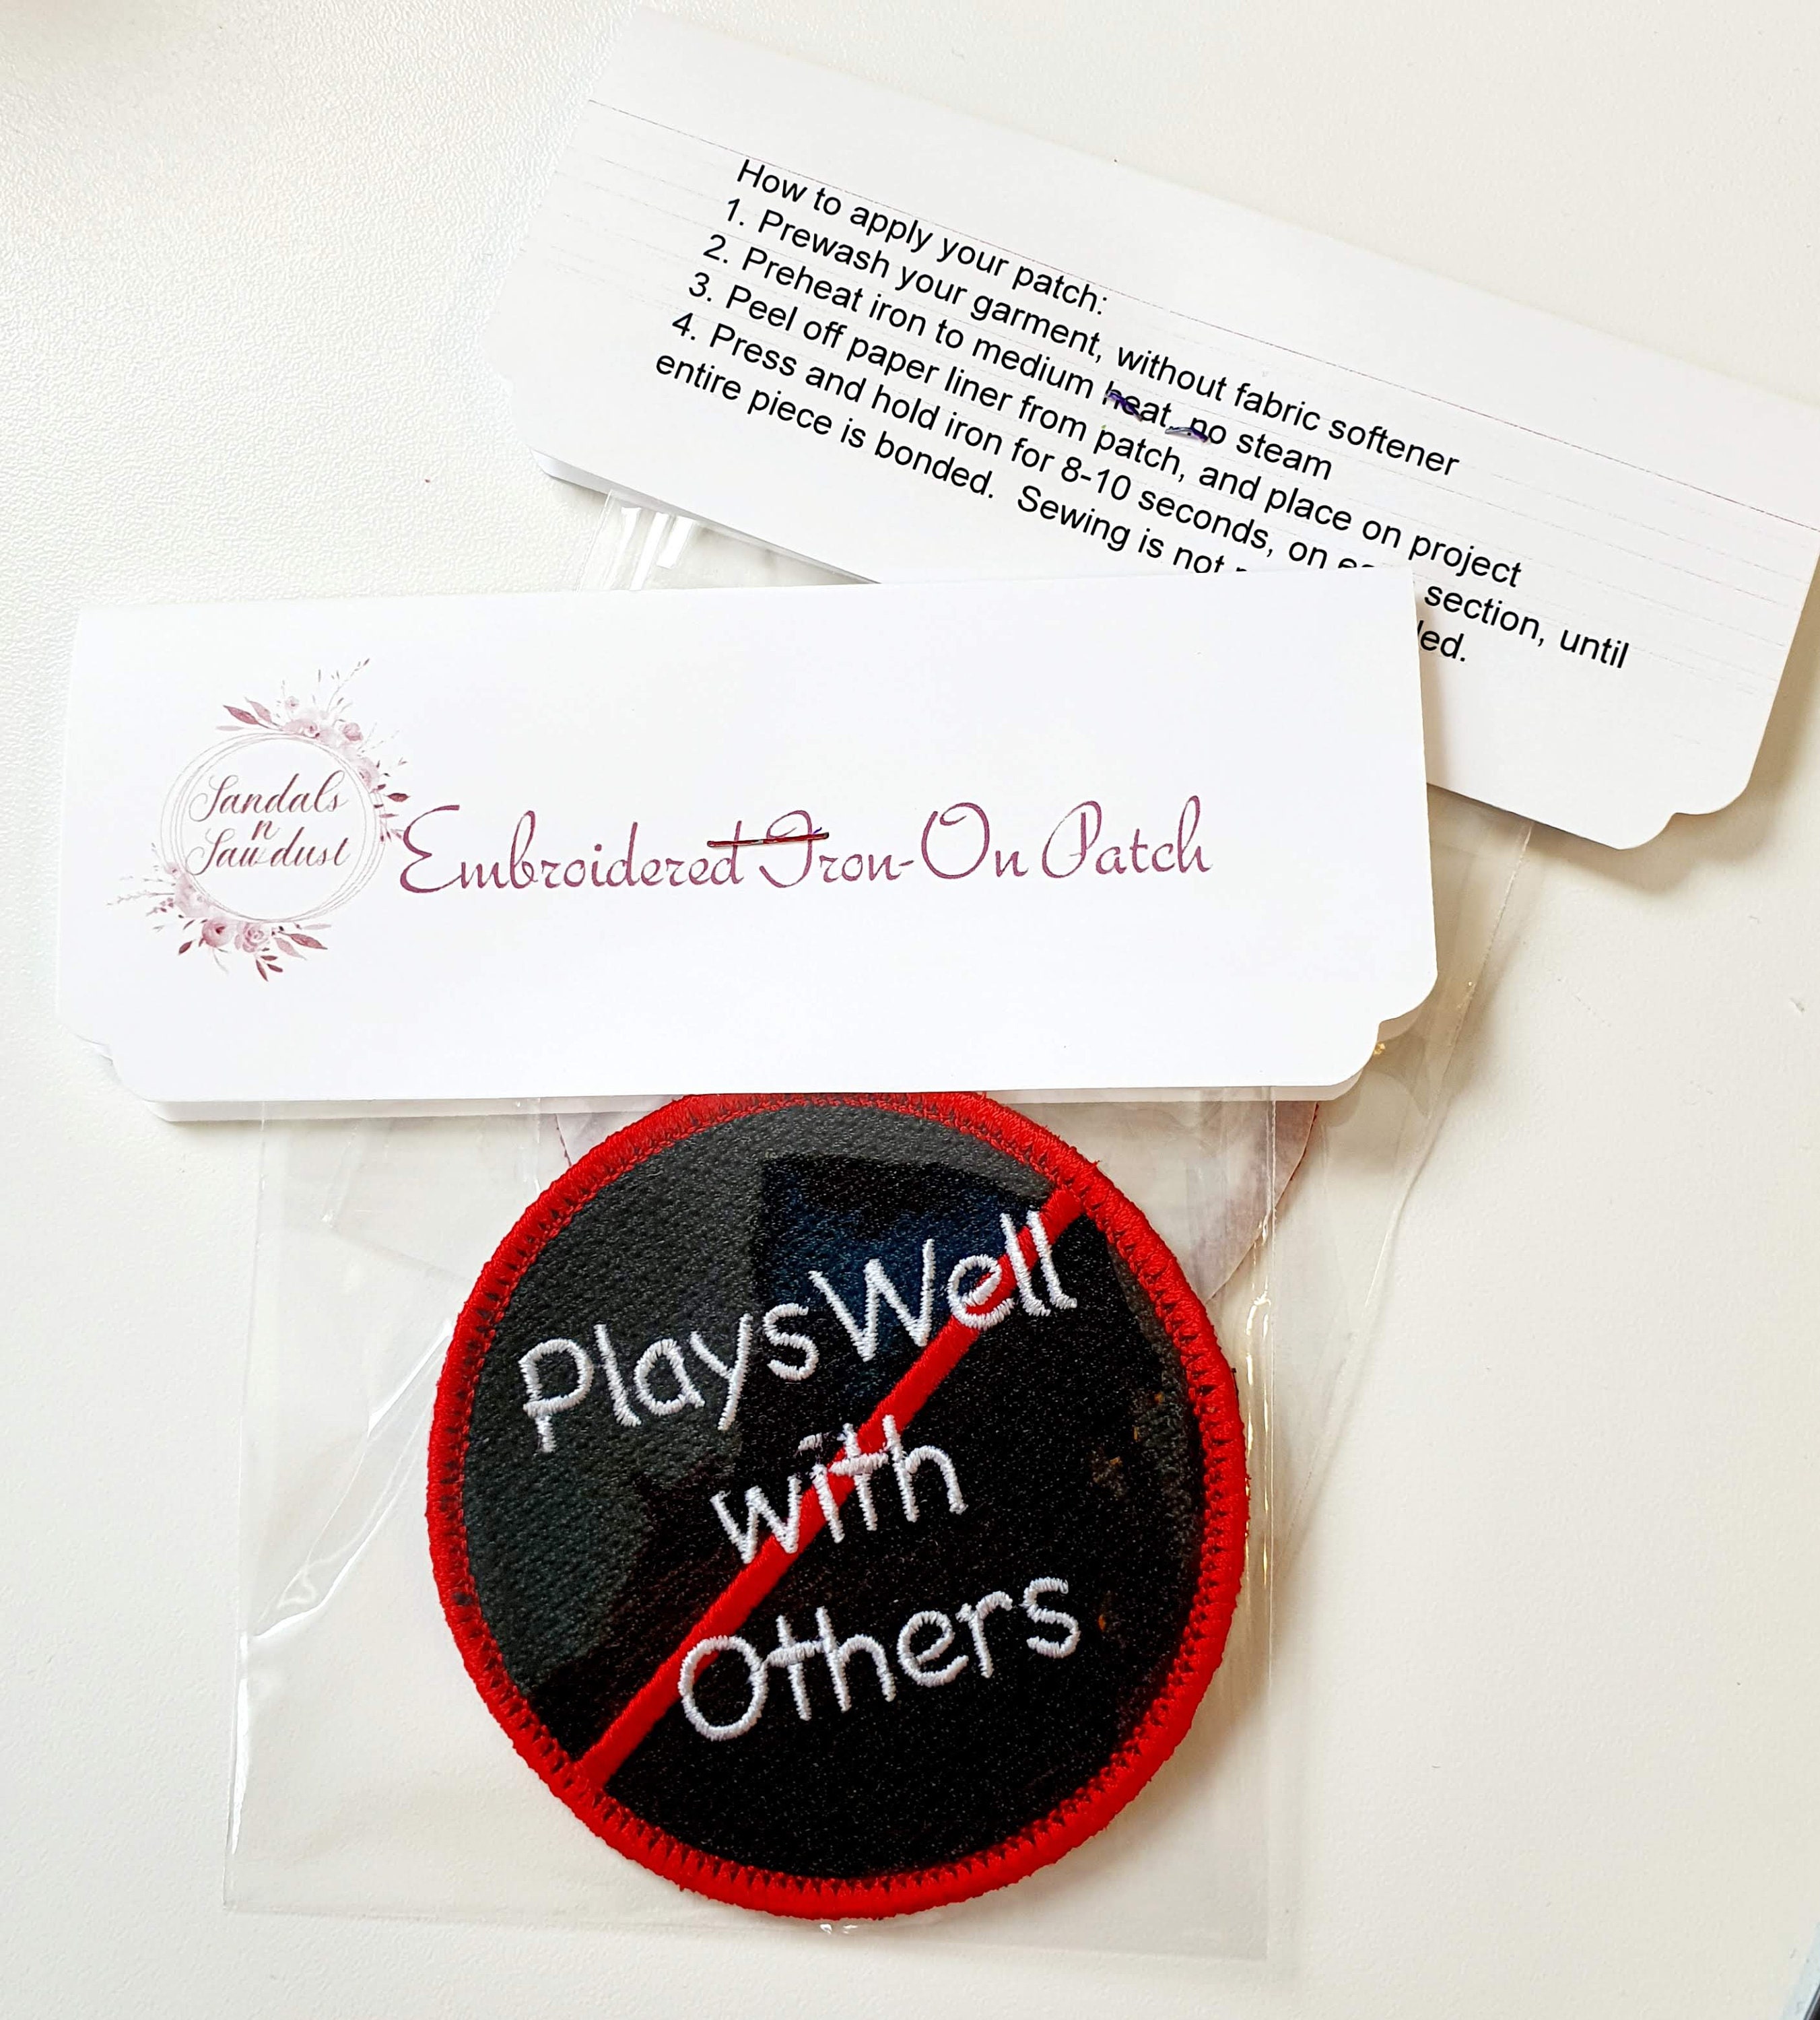 How to apply your patch:
1. Prewash your garment, without fabric softener
2. Preheat iron to medium heat, no steam
3. Peel off paper liner from patch, and place on project
4. Press and hold iron for 8-10 seconds, on section, until
entire piece is bonded. Sewing is not
Sandals
n
Sawdust
Embroidered Iron-On Patch
Plays Well
with
Others